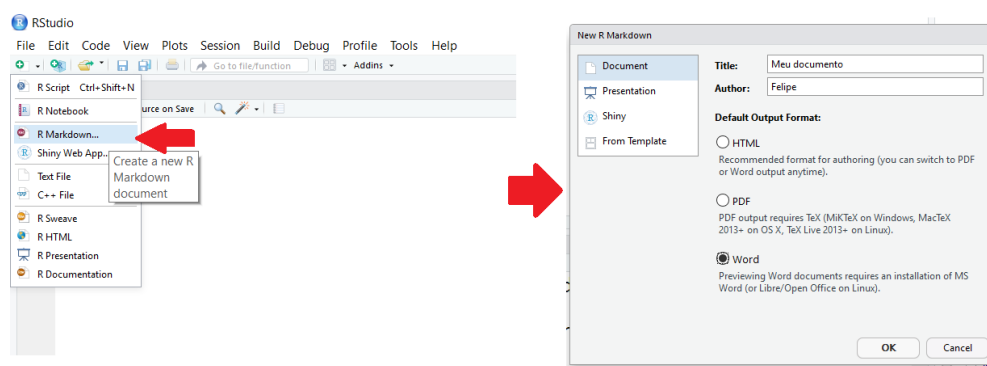 RStudio
File Edit Code View Plots Session Build Debug Profile Tools Help
Go to file/function Addins
R Script Ctrl+Shift+N
R Notebook
urce on Save
R Markdown...
Shiny Web App...
Create a new R
Markdown
document
Text File
C++ File
R Sweave
R HTML
R Presentation
R Documentation
New R Markdown
Document
Presentation
Shiny
From Template
Title: Meu documento
Author: Felipe
Default Output Format:
HTML
Recommended format for authoring (you can switch to PDF
or Word output anytime).
PDF
PDF output requires TeX (MiKTeX on Windows, MacTeX
2013+ on OS X, TeX Live 2013+ on Linux).
Word
Previewing Word documents requires an installation of MS
Word (or Libre/Open Office on Linux).
OK Cancel